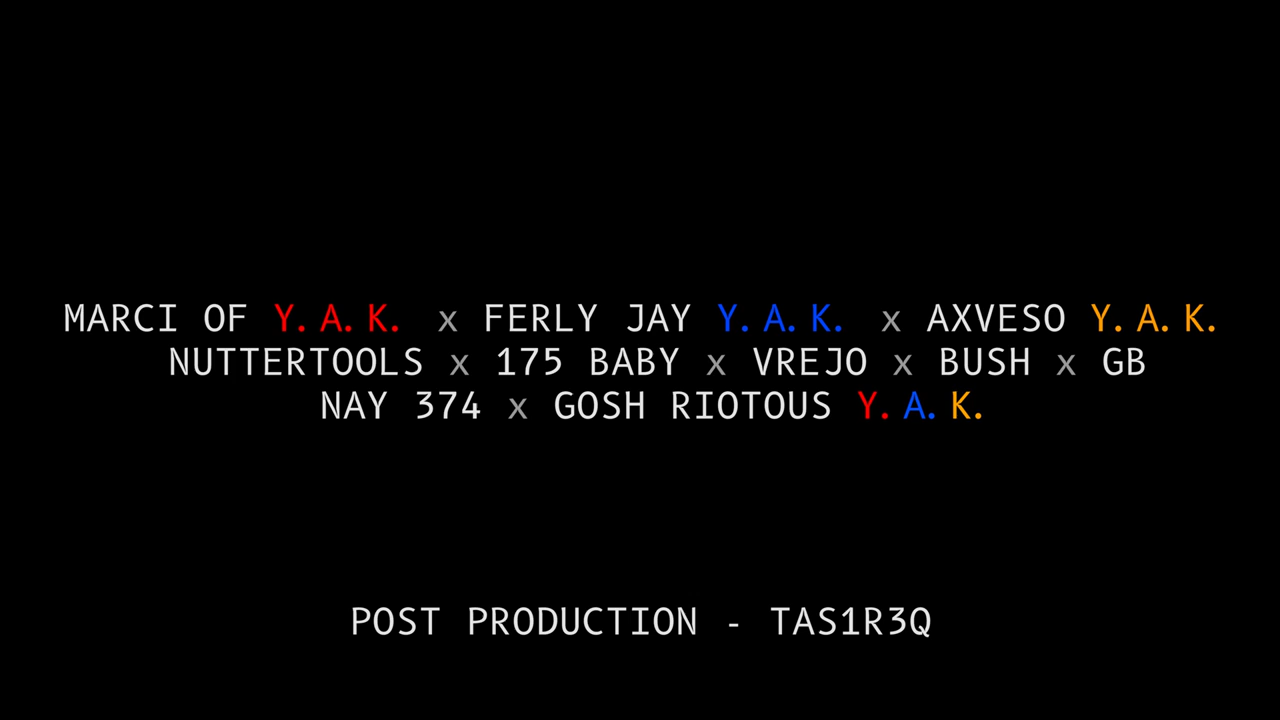 MARCI OF Y.A.K. x FERLY JAY Y.A.K. x AXVESO Y.A.K.
NUTTERTOOLS x 175 BABY x VREJO x BUSH x GB
NAY 374 x GOSH RIOTOUS Y.A.K.
POST PRODUCTION - TAS1R3Q